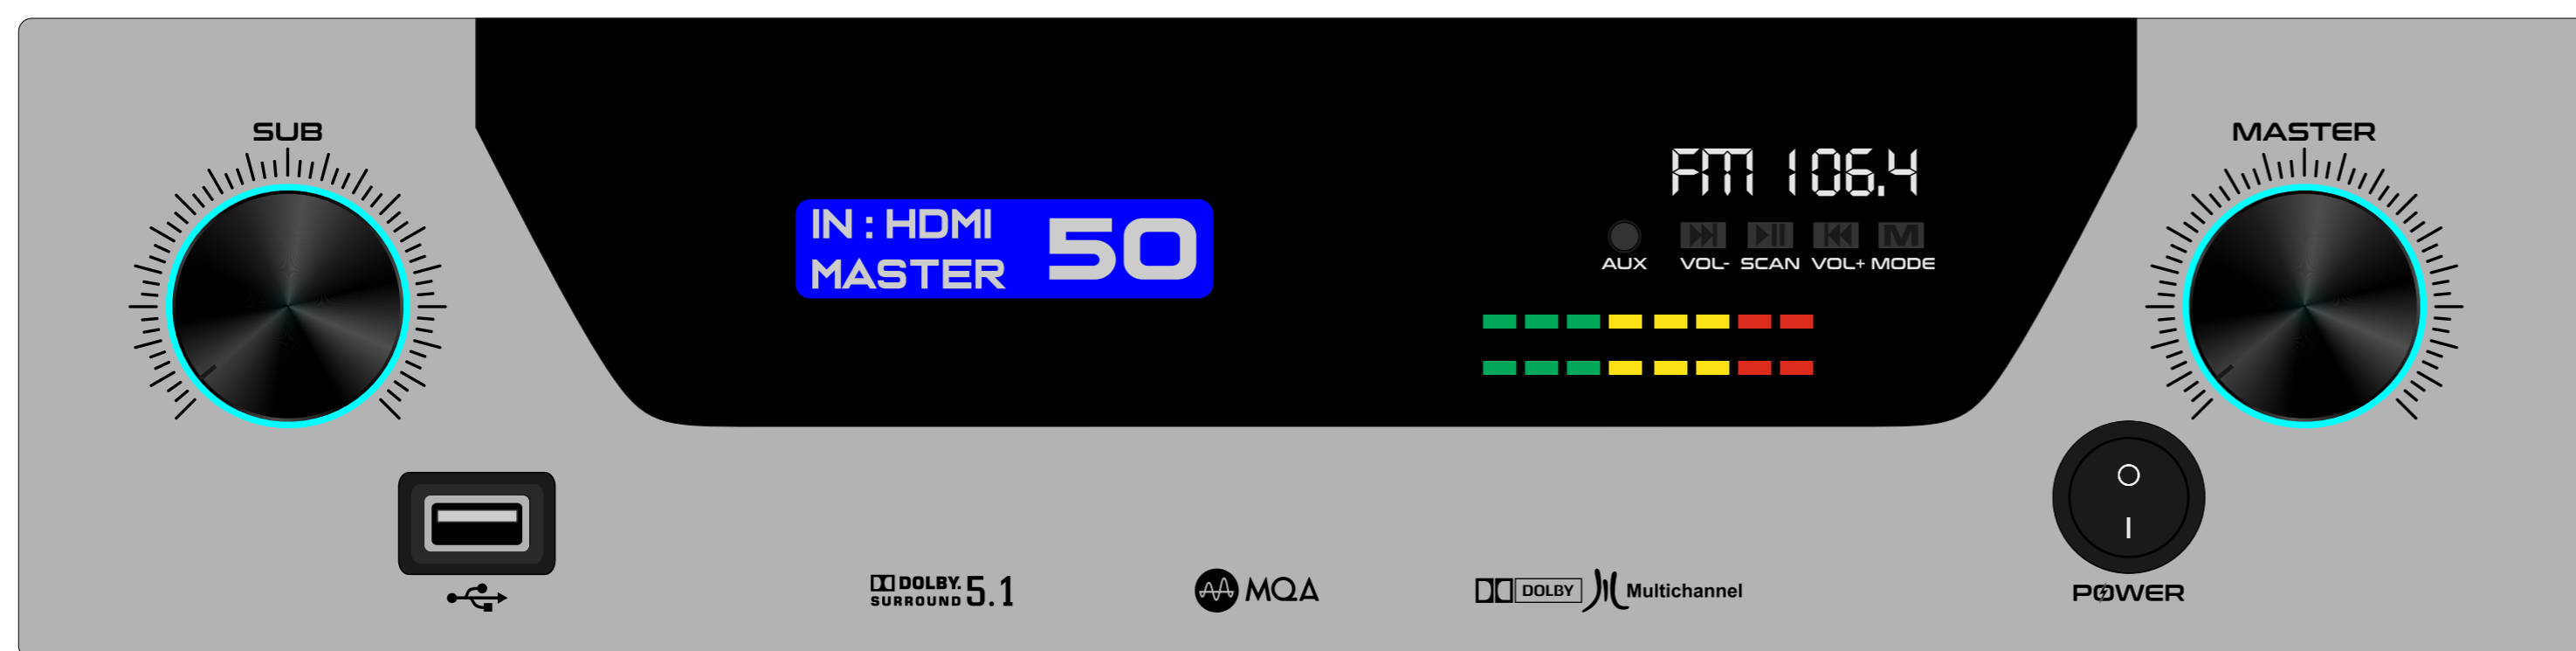 SUB
MASTER
FM 106.4
IN : HDMI
MASTER
50
AUX VOL- SCAN VOL+ MODE
M
DOLBY.
SURROUND 5.1
MQA
DOLBY Multichannel
POWER